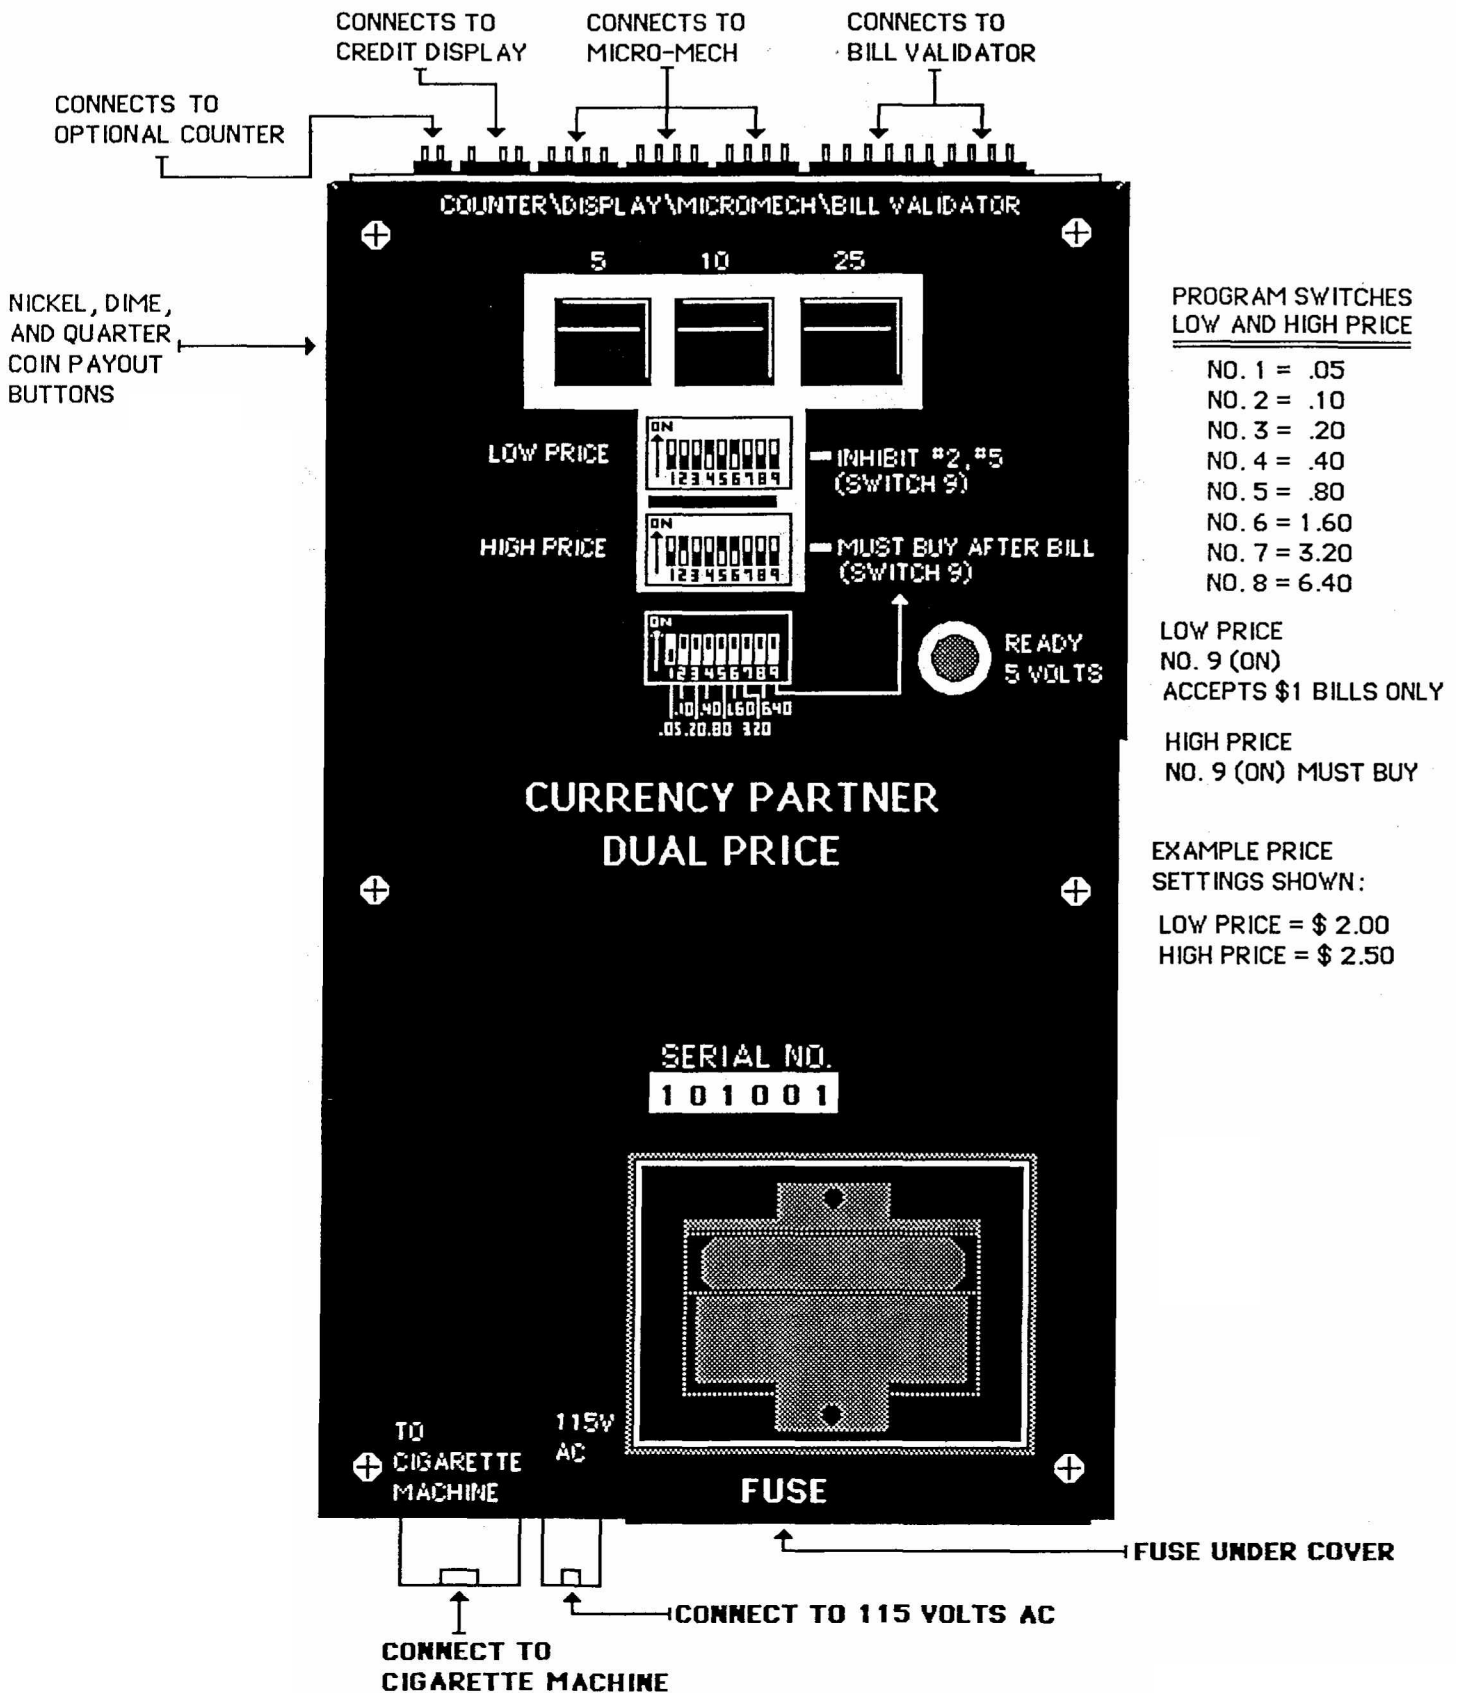 CONNECTS TO
CREDIT DISPLAY
CONNECTS TO
MICRO-MECH
CONNECTS TO
BILL VALIDATOR
CONNECTS TO
OPTIONAL COUNTER
COUNTER\DISPLAY\MICROMECH\BILL VALIDATOR
5 10 25
NICKEL, DIME,
AND QUARTER
COIN PAYOUT
BUTTONS
LOW PRICE
ON
123456789
INHIBIT #2,#5
(SWITCH 9)
HIGH PRICE
ON
123456789
MUST BUY AFTER BILL
(SWITCH 9)
ON
123456789
.10 .40 1.60 640
.05.20.80 320
READY
5 VOLTS
PROGRAM SWITCHES
LOW AND HIGH PRICE
NO. 1 = .05
NO. 2 = .10
NO. 3 = .20
NO. 4 = .40
NO. 5 = .80
NO. 6 = 1.60
NO. 7 = 3.20
NO. 8 = 6.40
LOW PRICE
NO. 9 (ON)
ACCEPTS $1 BILLS ONLY
HIGH PRICE
NO. 9 (ON) MUST BUY
EXAMPLE PRICE
SETTINGS SHOWN:
LOW PRICE = $ 2.00
HIGH PRICE = $ 2.50
CURRENCY PARTNER
DUAL PRICE
SERIAL NO.
101001
TO
CIGARETTE
MACHINE
115V
AC
FUSE
FUSE UNDER COVER
CONNECT TO 115 VOLTS AC
CONNECT TO
CIGARETTE MACHINE